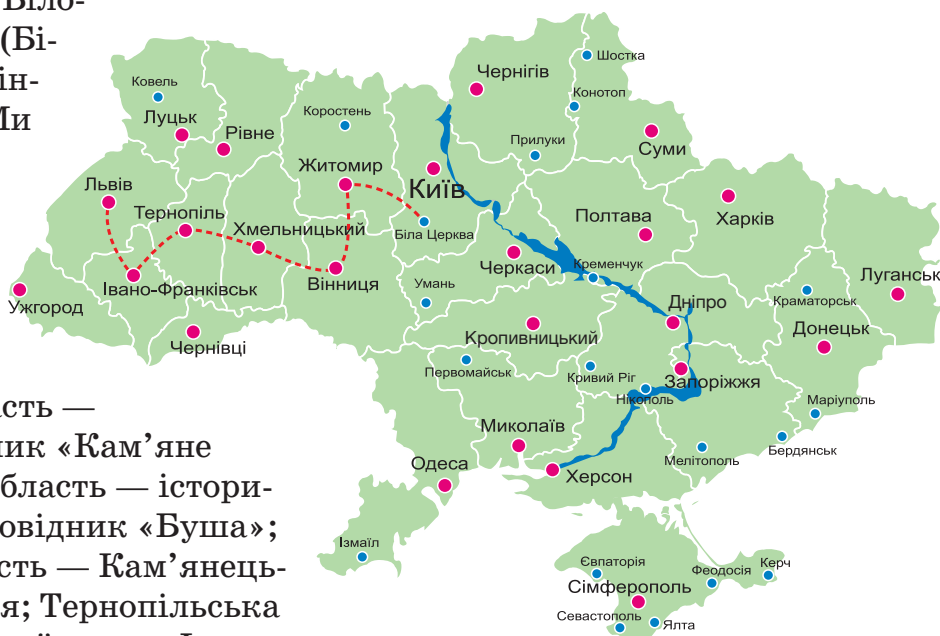 Біло-
(Бі-
ін-
Ми
Шостка
Чернігів
Ковель
Конотоп
Луцьк
Коростень
Рівне
Прилуки
Суми
Житомир
Київ
Львів
Харків
Тернопіль
Полтава
Хмельницький
Біла Церква
Черкаси
Кременчук
Луганськ
Вінниця
Умань
Івано-Франківськ
Краматорськ
Дніпро
Ужгород
Донецьк
Кропивницький
Чернівці
Первомайськ
Кривий Ріг
Запоріжжя
Нікополь
Маріуполь
Миколаїв
Бердянськ
Мелітополь
Одеса
Херсон
Ізмаїл
Євпаторія
Керч
Феодосія
Сімферополь
Севастополь
Ялта
сть —
ик «Кам’яне
бласть — істори-
овідник «Буша»;
сть — Кам’янець-
я; Тернопільська